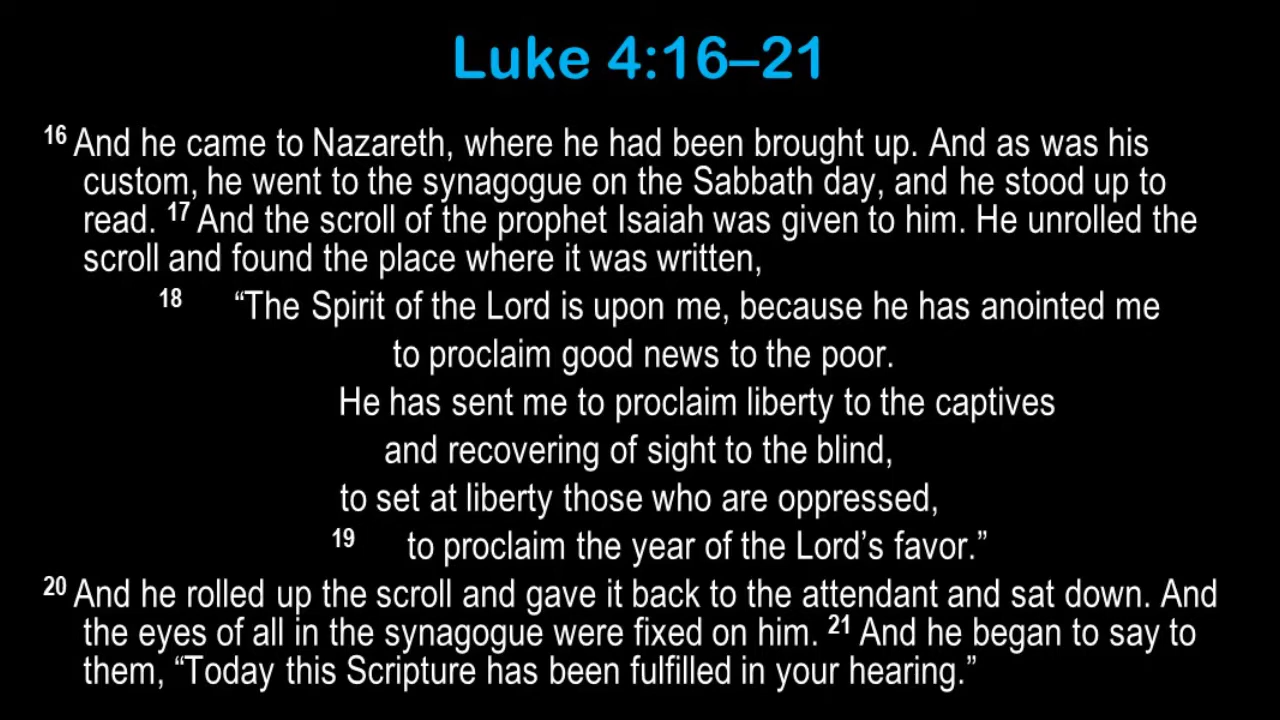 Luke 4:16–21
16 And he came to Nazareth, where he had been brought up. And as was his
custom, he went to the synagogue on the Sabbath day, and he stood up to
read. 17 And the scroll of the prophet Isaiah was given to him. He unrolled the
scroll and found the place where it was written,
18 “The Spirit of the Lord is upon me, because he has anointed me
to proclaim good news to the poor.
He has sent me to proclaim liberty to the captives
and recovering of sight to the blind,
to set at liberty those who are oppressed,
19 to proclaim the year of the Lord’s favor.”
20 And he rolled up the scroll and gave it back to the attendant and sat down. And
the eyes of all in the synagogue were fixed on him. 21 And he began to say to
them, “Today this Scripture has been fulfilled in your hearing.”